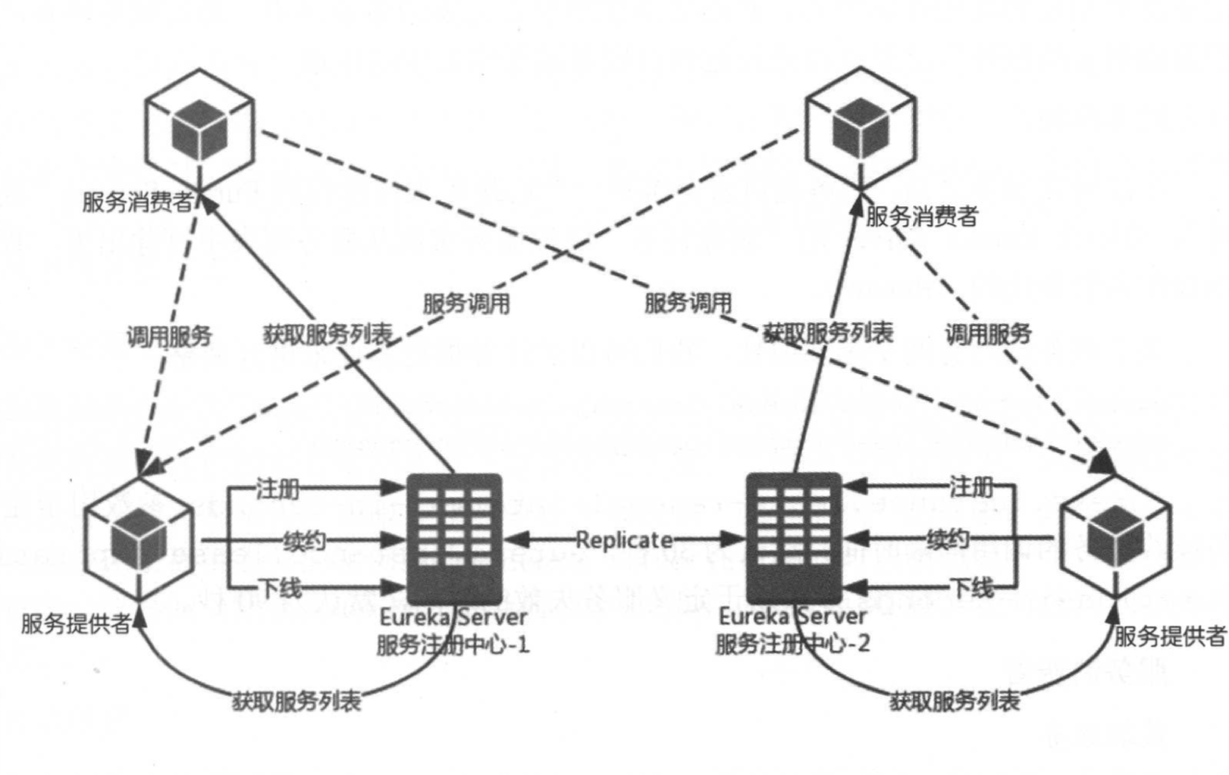 服务消费者
服务消费者
服务调用
服务调用
调用服务
获取服务列表
获取服务列表
调用服务
注册
续约
下线
Replicate
注册
续约
下线
Eureka Server
服务注册中心-1
Eureka Server
服务注册中心-2
服务提供者
服务提供者
获取服务列表
获取服务列表